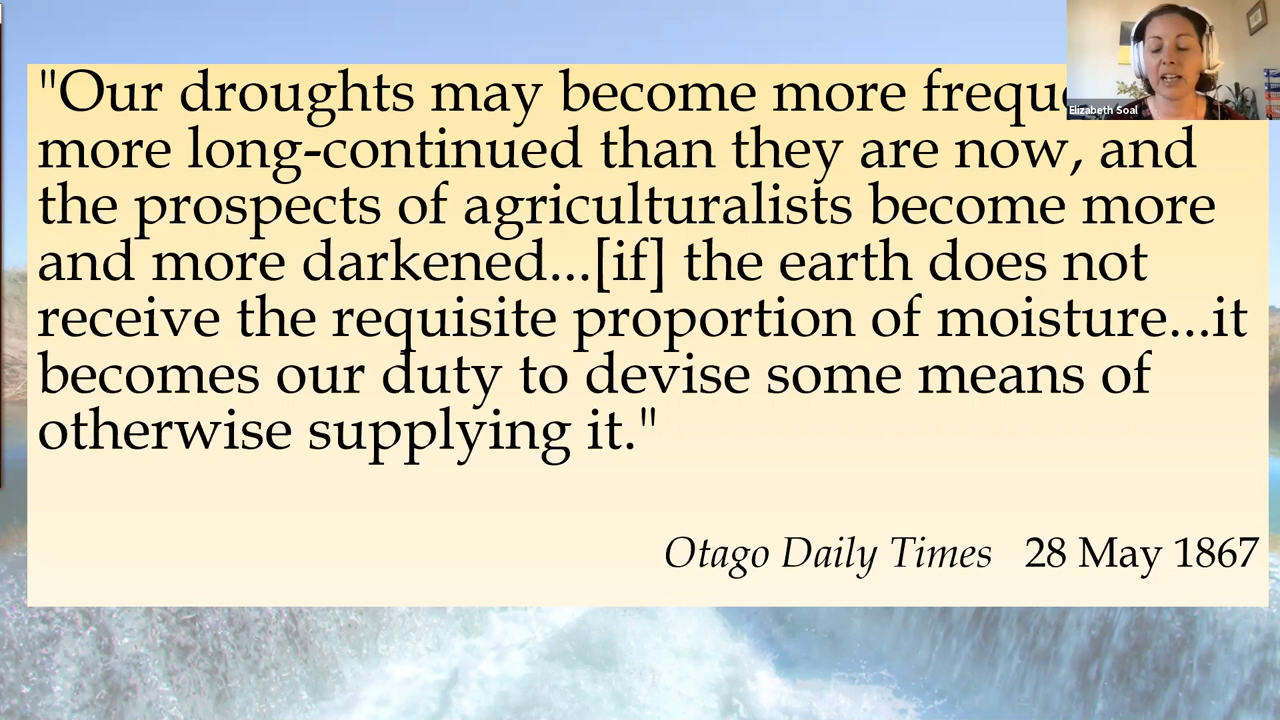 "Our droughts may become more frequ
more long-continued than they are now, and
the prospects of agriculturalists become more
and more darkened...[if] the earth does not
receive the requisite proportion of moisture...it
becomes our duty to devise some means of
otherwise supplying it."
Otago Daily Times 28 May 1867
Elizabeth Soal